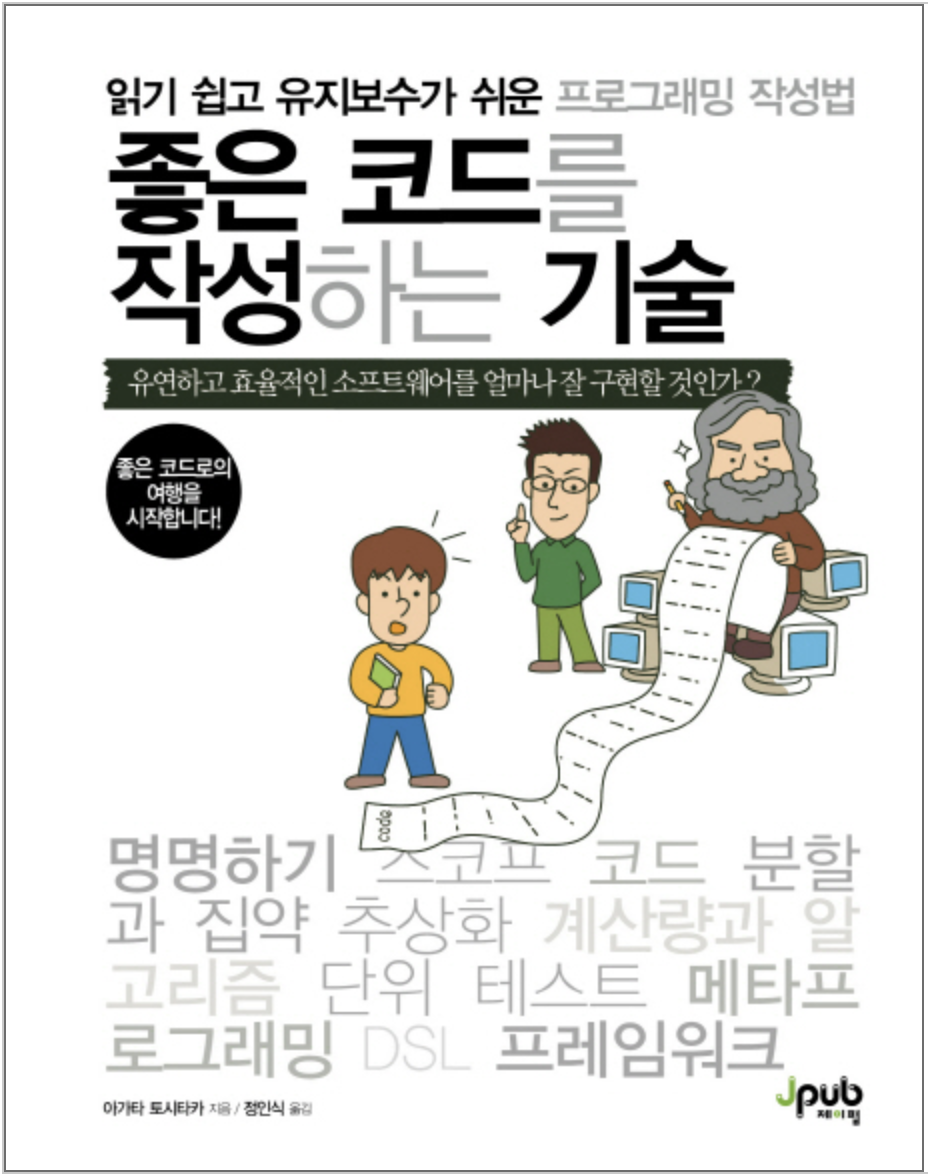 읽기 쉽고 유지보수가 쉬운 프로그래밍 작성법
좋은 코드를
작성하는 기술
유연하고 효율적인 소프트웨어를 얼마나 잘 구현할 것인가?
좋은 코드로의
여행을
시작합니다!
code
명명하기 스코프 코드 분할
과 집약 추상화 계산량과 알
고리즘 단위 테스트 메타프
로그래밍 DSL 프레임워크
아가타 토시타카 지음 / 정인식 옮김
Jpub
제이펍